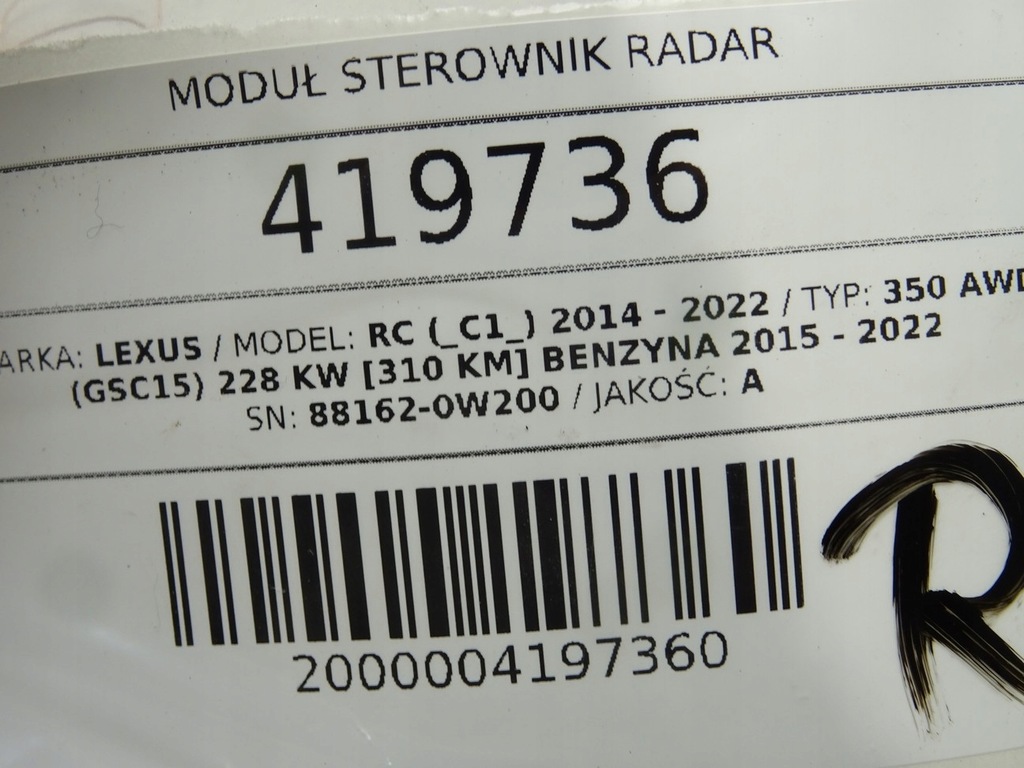 MODUŁ STEROWNIK RADAR
419736
ARKA: LEXUS / MODEL: RC (_C1_) 2014 - 2022 / TYP: 350 AWD
(GSC15) 228 KW [310 KM] BENZYNA 2015 - 2022
SN: 88162-0W200 / JAKOŚĆ: A
2000004197360
R